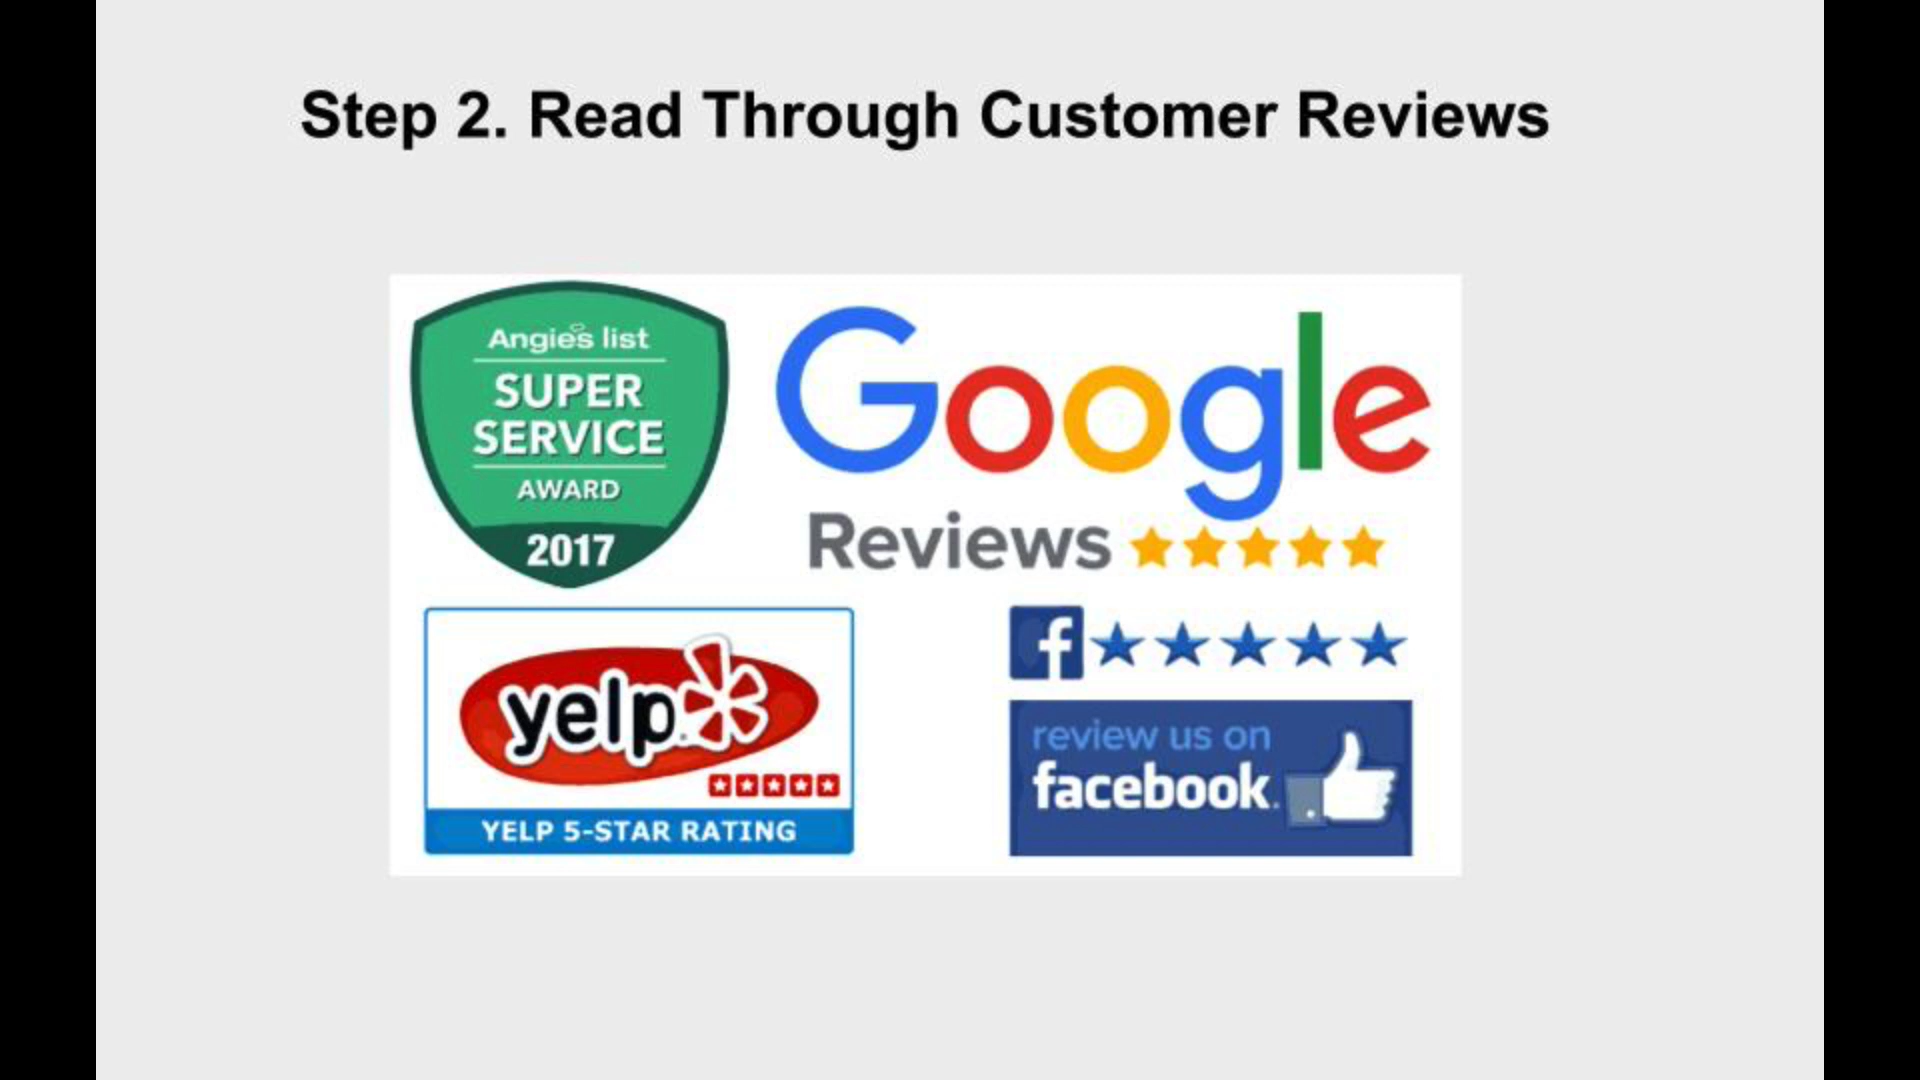 Step 2. Read Through Customer Reviews
Angie's list
SUPER
SERVICE
AWARD
2017
Google
Reviews
yelp
YELP 5-STAR RATING
f
review us on
facebook.